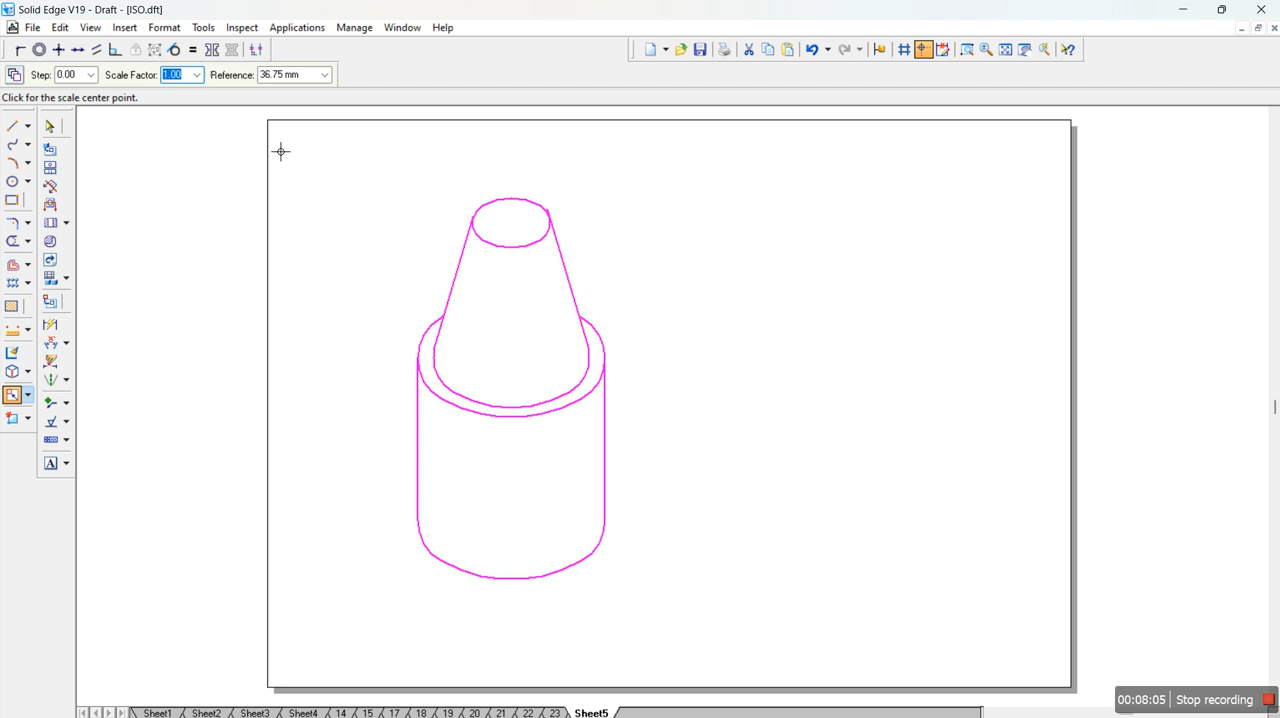 Solid Edge V19 - Draft - [ISO.dft]
File Edit View Insert Format Tools Inspect Applications Manage Window Help
Step: 0.00 Scale Factor: 1.00 Reference: 36.75 mm
Click for the scale center point.
A
Sheet1 Sheet2 Sheet3 Sheet4 14 15 17 18 19 20 21 22 23 Sheet5
00:08:05 Stop recording